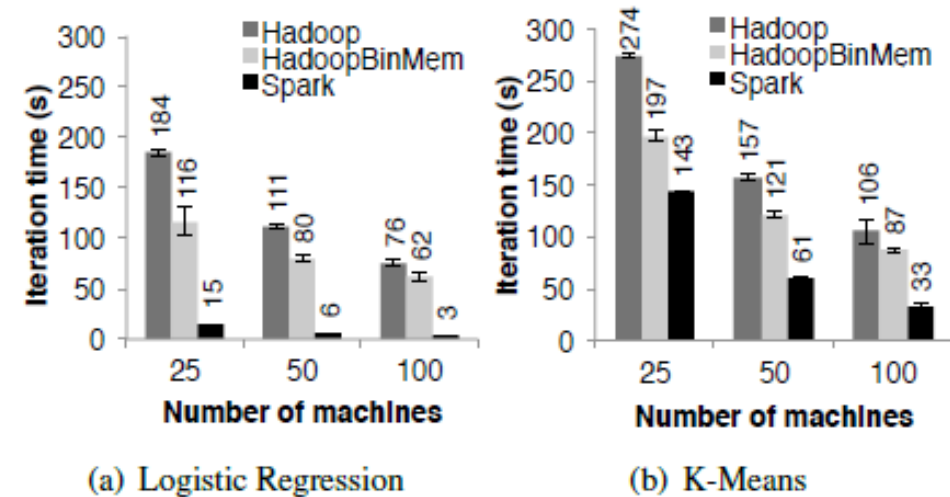 Iteration time (s)
300
250
200
150
100
50
0
Hadoop
HadoopBinMem
Spark
184
116
15
111
80
6
76
62
3
25 50 100
Number of machines
(a) Logistic Regression
Iteration time (s)
300
250
200
150
100
50
0
Hadoop
HadoopBinMem
Spark
274
197
143
157
121
61
106
87
33
25 50 100
Number of machines
(b) K-Means